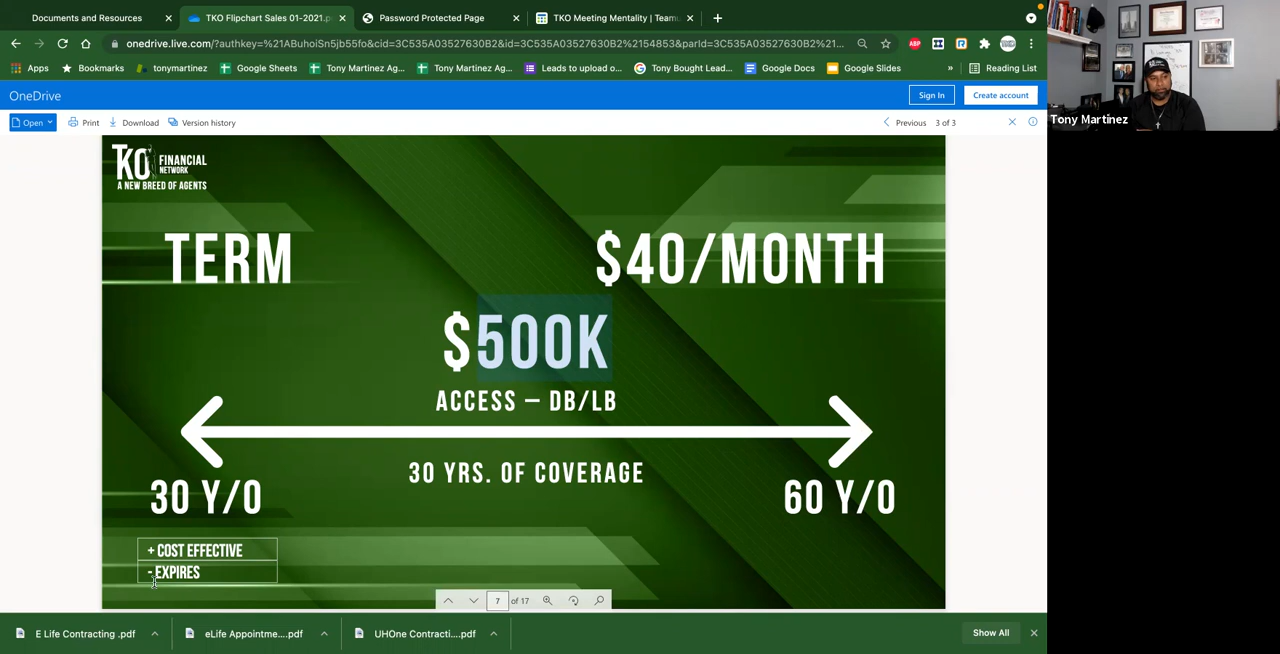 Documents and Resources
TKO Flipchart Sales 01-2021.p
Password Protected Page
TKO Meeting Mentality | Team
onedrive.live.com/?authkey=%21ABuhoiSn5jb55fo&cid=3C535A03527630B2&id=3C535A03527630B2%2154853&parId=3C535A03527630B2%21...
ABP
Apps
Bookmarks
tonymartinez
Google Sheets
Tony Martinez Ag...
Tony Martinez Ag...
Leads to upload o...
Tony Bought Lead...
Google Docs
Google Slides
»
Reading List
OneDrive
Sign In
Create account
Open
Print
Download
Version history
Previous
3 of 3
Tony Martinez
TKO FINANCIAL
NETWORK
A NEW BREED OF AGENTS
TERM
$40/MONTH
$500K
ACCESS – DB/LB
30 YRS. OF COVERAGE
30 Y/O
60 Y/O
+ COST EFFECTIVE
- EXPIRES
7 of 17
E Life Contracting .pdf
eLife Appointme....pdf
UHOne Contracti....pdf
Show All